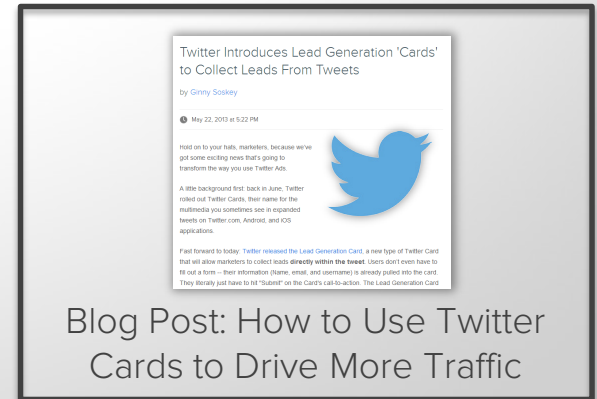 Twitter Introduces Lead Generation 'Cards'
to Collect Leads From Tweets
by Ginny Soskey
May 22, 2013 at 5:22 PM
Hold on to your hats, marketers, because we've
got some exciting news that's going to
transform the way you use Twitter Ads.
A little background first: back in June, Twitter
rolled out Twitter Cards, their name for the
multimedia you sometimes see in expanded
tweets on Twitter.com, Android, and iOS
applications.
Fast forward to today: Twitter released the Lead Generation Card, a new type of Twitter Card
that will allow marketers to collect leads directly within the tweet. Users don't even have to
fill out a form -- their information (Name, email, and username) is already pulled into the card.
They literally just have to hit "Submit" on the Card's call-to-action. The Lead Generation Card
Blog Post: How to Use Twitter
Cards to Drive More Traffic